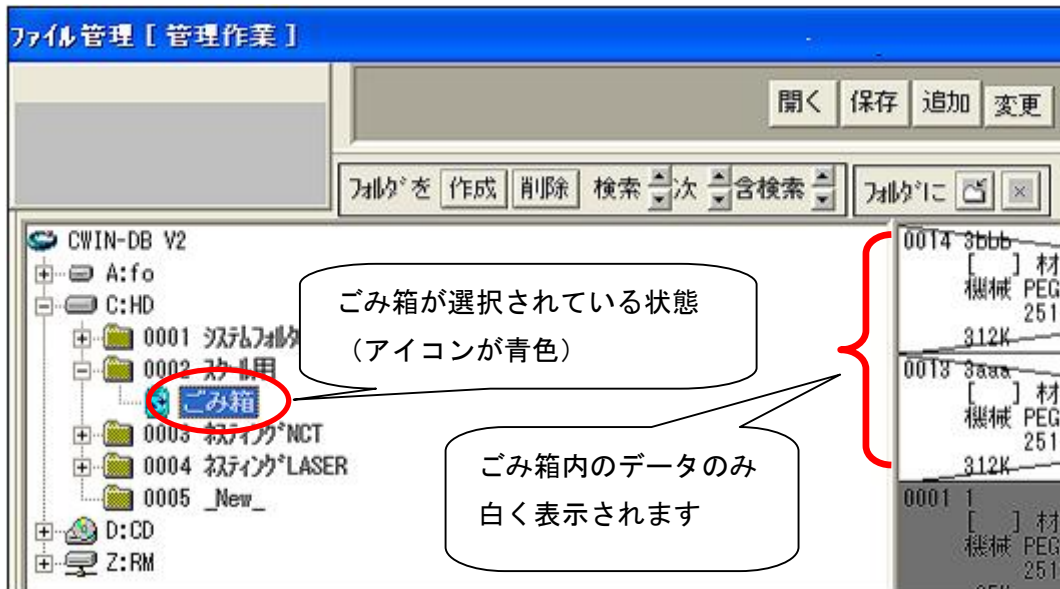 ﾌｧｲﾙ管理 [ 管理作業 ]
開く 保存 追加 変更
ﾌｫﾙﾀﾞを 作成 削除 検索 次 含検索 ﾌｫﾙﾀﾞに
CWIN-DB V2
A:fo
C:HD
0001 ｼｽﾃﾑﾌｫﾙﾀ
0002 ｽｸｰﾙ用
ごみ箱
0003 ﾈｽﾃｨﾝｸﾞNCT
0004 ﾈｽﾃｨﾝｸﾞLASER
0005 _New_
D:CD
Z:RM
ごみ箱が選択されている状態
（アイコンが青色）
ごみ箱内のデータのみ
白く表示されます
0014 3bbb
[ ] 材
機械 PEG
251
312K
0013 3aaa
[ ] 材
機械 PEG
251
312K
0001 1
[ ] 材
機械 PEG
251